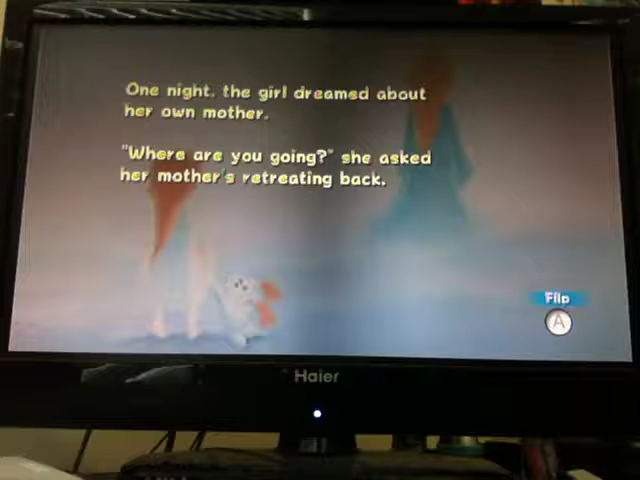 One night, the girl dreamed about
her own mother.
"Where are you going?" she asked
her mother's retreating back.
Flip
A
Haier